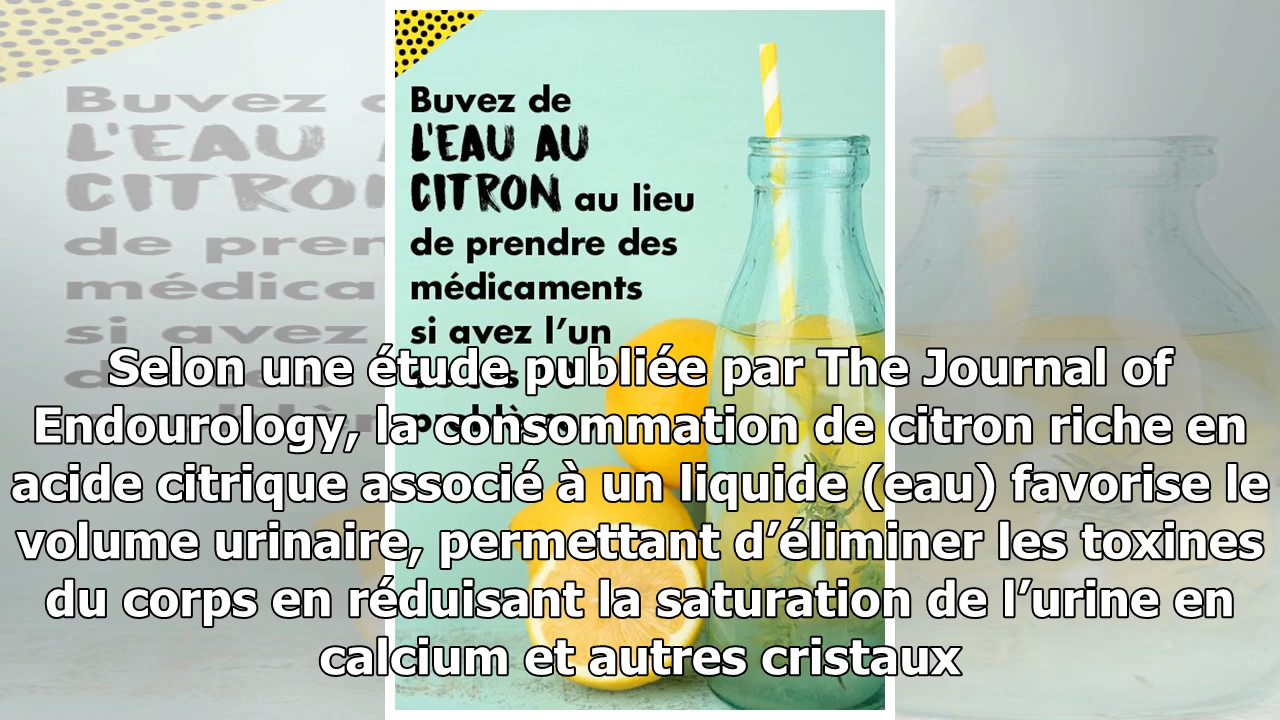 Buvez de
L'EAU AU
CITRON au lieu
de prendre des
médicaments
si avez l'un
Selon une étude publiée par The Journal of
Endourology, la consommation de citron riche en
acide citrique associé à un liquide (eau) favorise le
volume urinaire, permettant d'éliminer les toxines
du corps en réduisant la saturation de l'urine en
calcium et autres cristaux